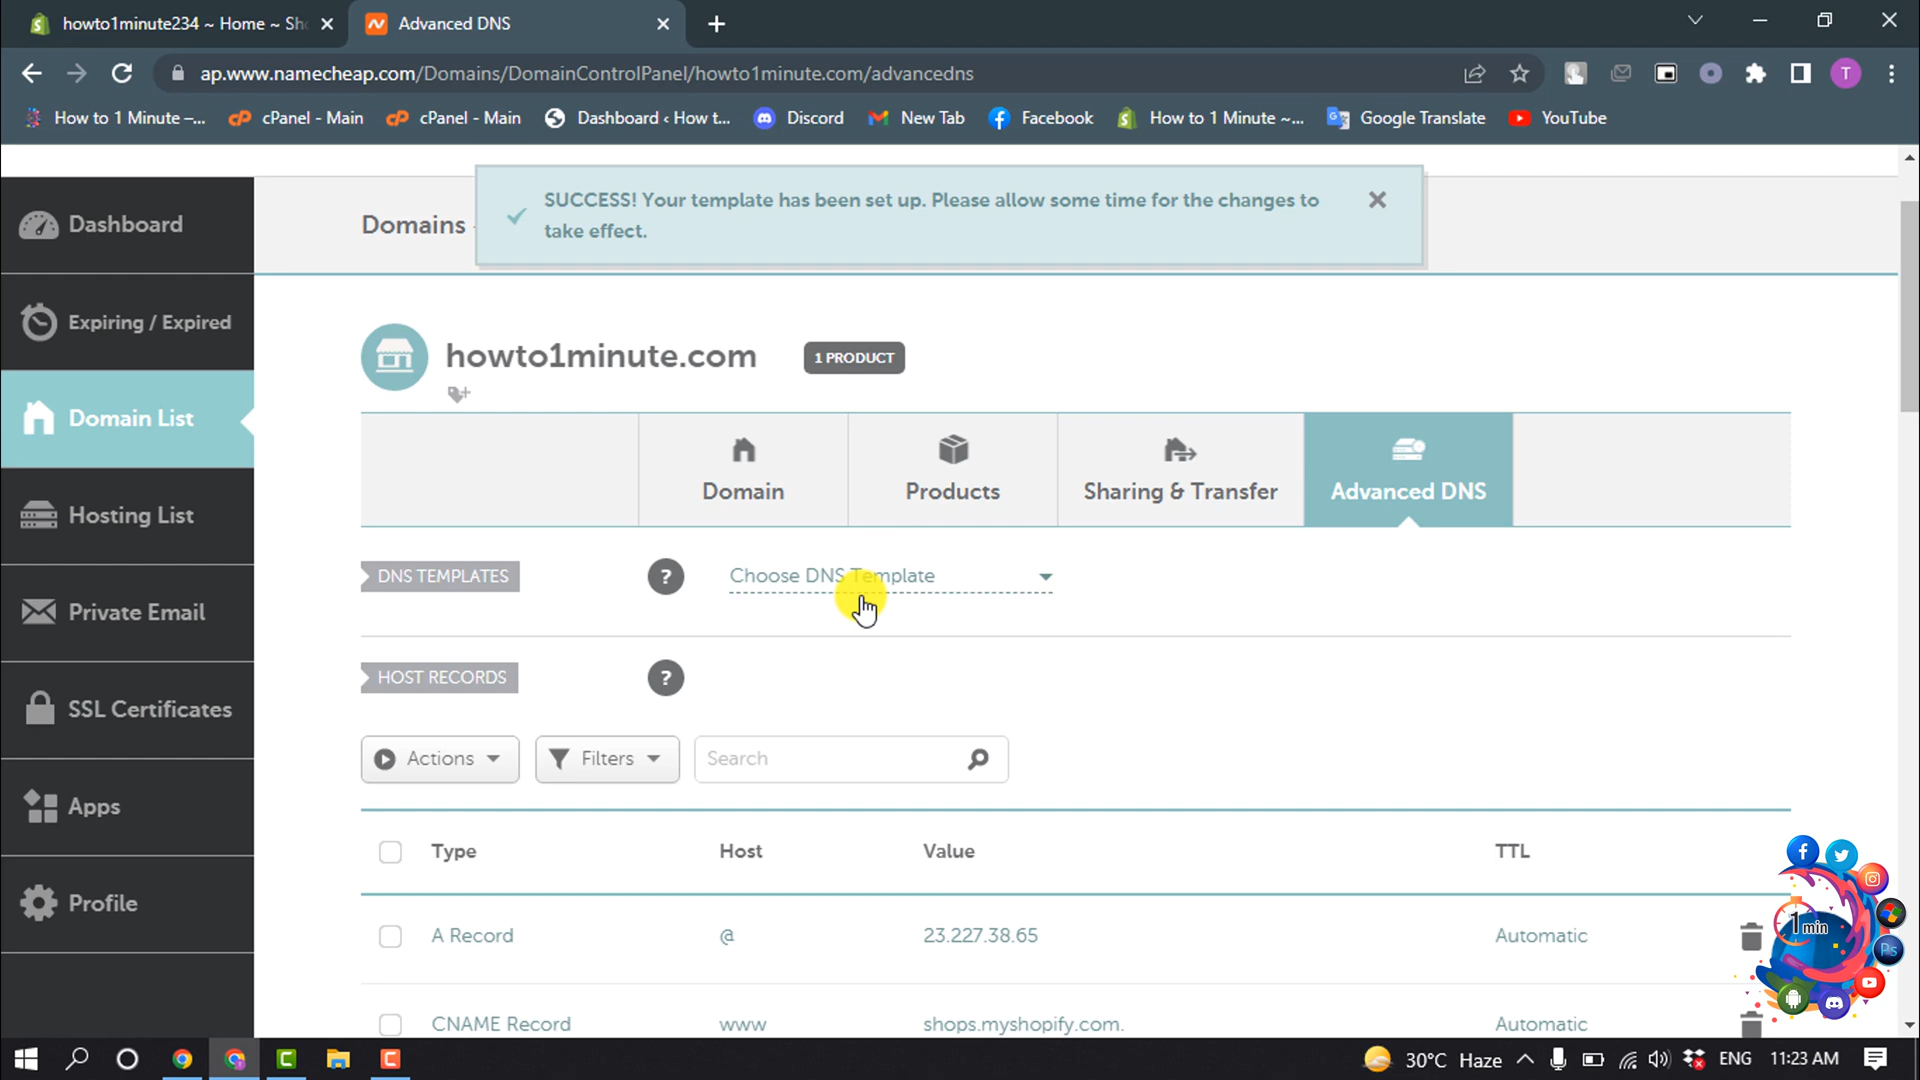 howto1minute234 ~ Home ~ Sho
Advanced DNS
ap.www.namecheap.com/Domains/DomainControlPanel/howto1minute.com/advancedns
T
How to 1 Minute –...
cPanel - Main
cPanel - Main
Dashboard ‹ How t...
Discord
New Tab
Facebook
How to 1 Minute ~...
Google Translate
YouTube
Dashboard
Expiring / Expired
Domain List
Hosting List
Private Email
SSL Certificates
Apps
Profile
Domains
SUCCESS! Your template has been set up. Please allow some time for the changes to
take effect.
howto1minute.com
1 PRODUCT
Domain
Products
Sharing & Transfer
Advanced DNS
DNS TEMPLATES
?
Choose DNS Template
HOST RECORDS
?
Actions
Filters
Search
Type Host Value TTL
A Record @ 23.227.38.65 Automatic
CNAME Record www shops.myshopify.com. Automatic
1 min
Ps
30°C Haze
ENG
11:23 AM